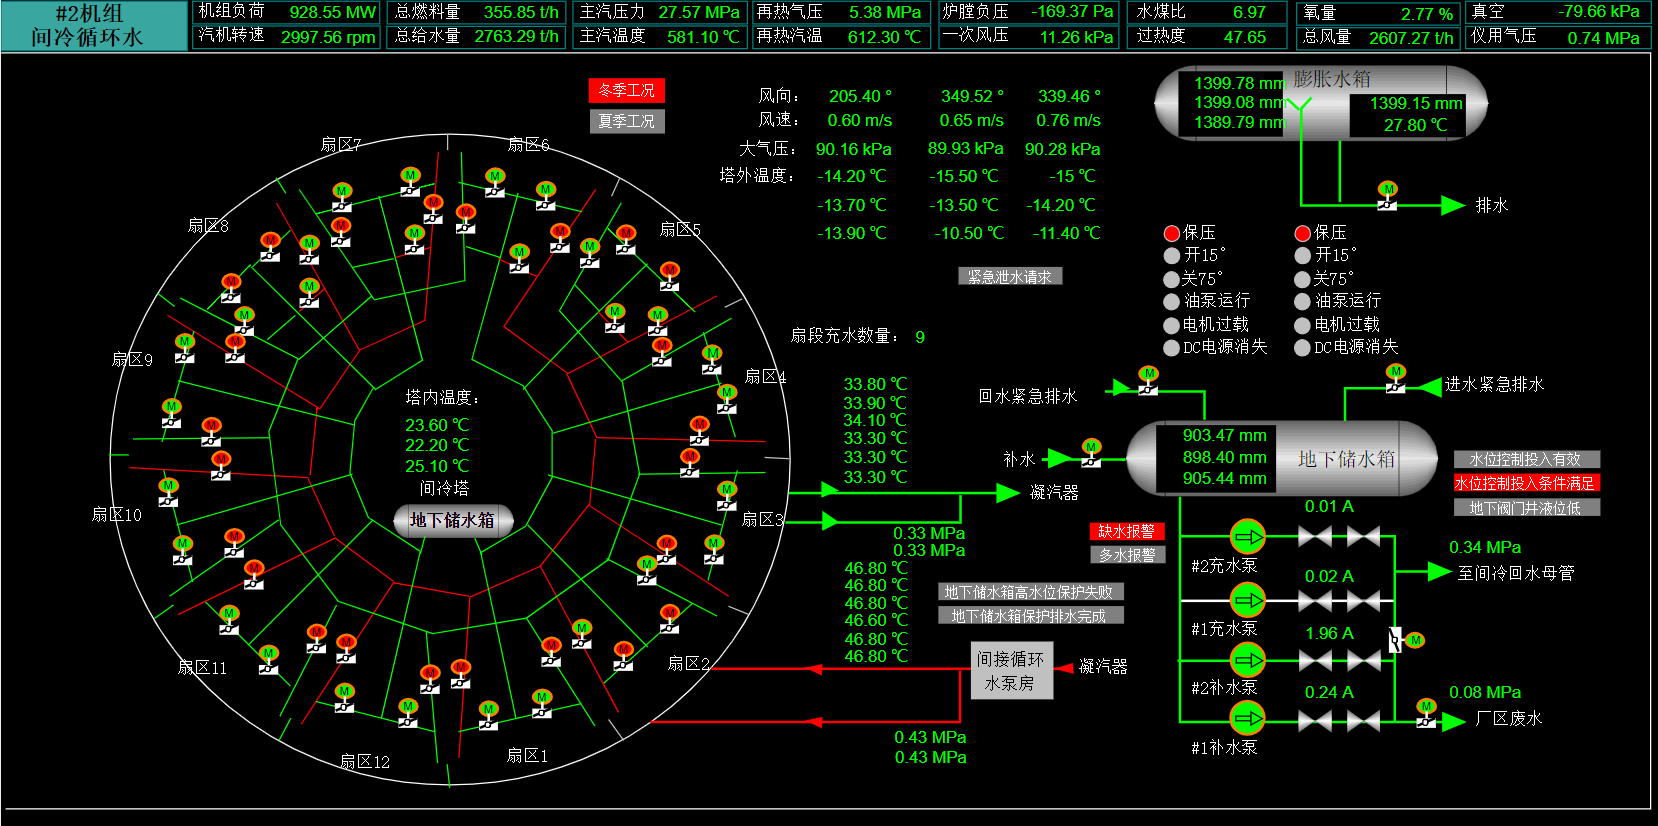 #2机组
间冷循环水
机组负荷 928.55 MW
总燃料量 355.85 t/h
主汽压力 27.57 MPa
再热气压 5.38 MPa
炉膛负压 -169.37 Pa
水煤比 6.97
氧量 2.77 %
真空 -79.66 kPa
汽机转速 2997.56 rpm
总给水量 2763.29 t/h
主汽温度 581.10 ℃
再热汽温 612.30 ℃
一次风压 11.26 kPa
过热度 47.65
总风量 2607.27 t/h
仪用气压 0.74 MPa
冬季工况
夏季工况
风向: 205.40 ° 349.52 ° 339.46 °
风速: 0.60 m/s 0.65 m/s 0.76 m/s
大气压: 90.16 kPa 89.93 kPa 90.28 kPa
塔外温度: -14.20 ℃ -15.50 ℃ -15 ℃
-13.70 ℃ -13.50 ℃ -14.20 ℃
-13.90 ℃ -10.50 ℃ -11.40 ℃
紧急泄水请求
扇段充水数量: 9
扇区7
扇区6
扇区8
扇区5
扇区9
扇区4
扇区10
扇区3
扇区11
扇区2
扇区12
扇区1
塔内温度:
23.60 ℃
22.20 ℃
25.10 ℃
间冷塔
地下储水箱
33.80 ℃
33.90 ℃
34.10 ℃
33.30 ℃
33.30 ℃
33.30 ℃
凝汽器
0.33 MPa
0.33 MPa
46.80 ℃
46.80 ℃
46.80 ℃
46.60 ℃
46.80 ℃
46.80 ℃
0.43 MPa
0.43 MPa
间接循环
水泵房
凝汽器
缺水报警
多水报警
地下储水箱高水位保护失败
地下储水箱保护排水完成
1399.78 mm
1399.08 mm
1389.79 mm
膨胀水箱
1399.15 mm
27.80 ℃
排水
保压
开15°
关75°
油泵运行
电机过载
DC电源消失
保压
开15°
关75°
油泵运行
电机过载
DC电源消失
回水紧急排水
进水紧急排水
补水
903.47 mm
898.40 mm
905.44 mm
地下储水箱
水位控制投入有效
水位控制投入条件满足
地下阀门井液位低
0.01 A
#2充水泵
0.02 A
#1充水泵
1.96 A
#2补水泵
0.24 A
#1补水泵
0.34 MPa
至间冷回水母管
0.08 MPa
厂区废水